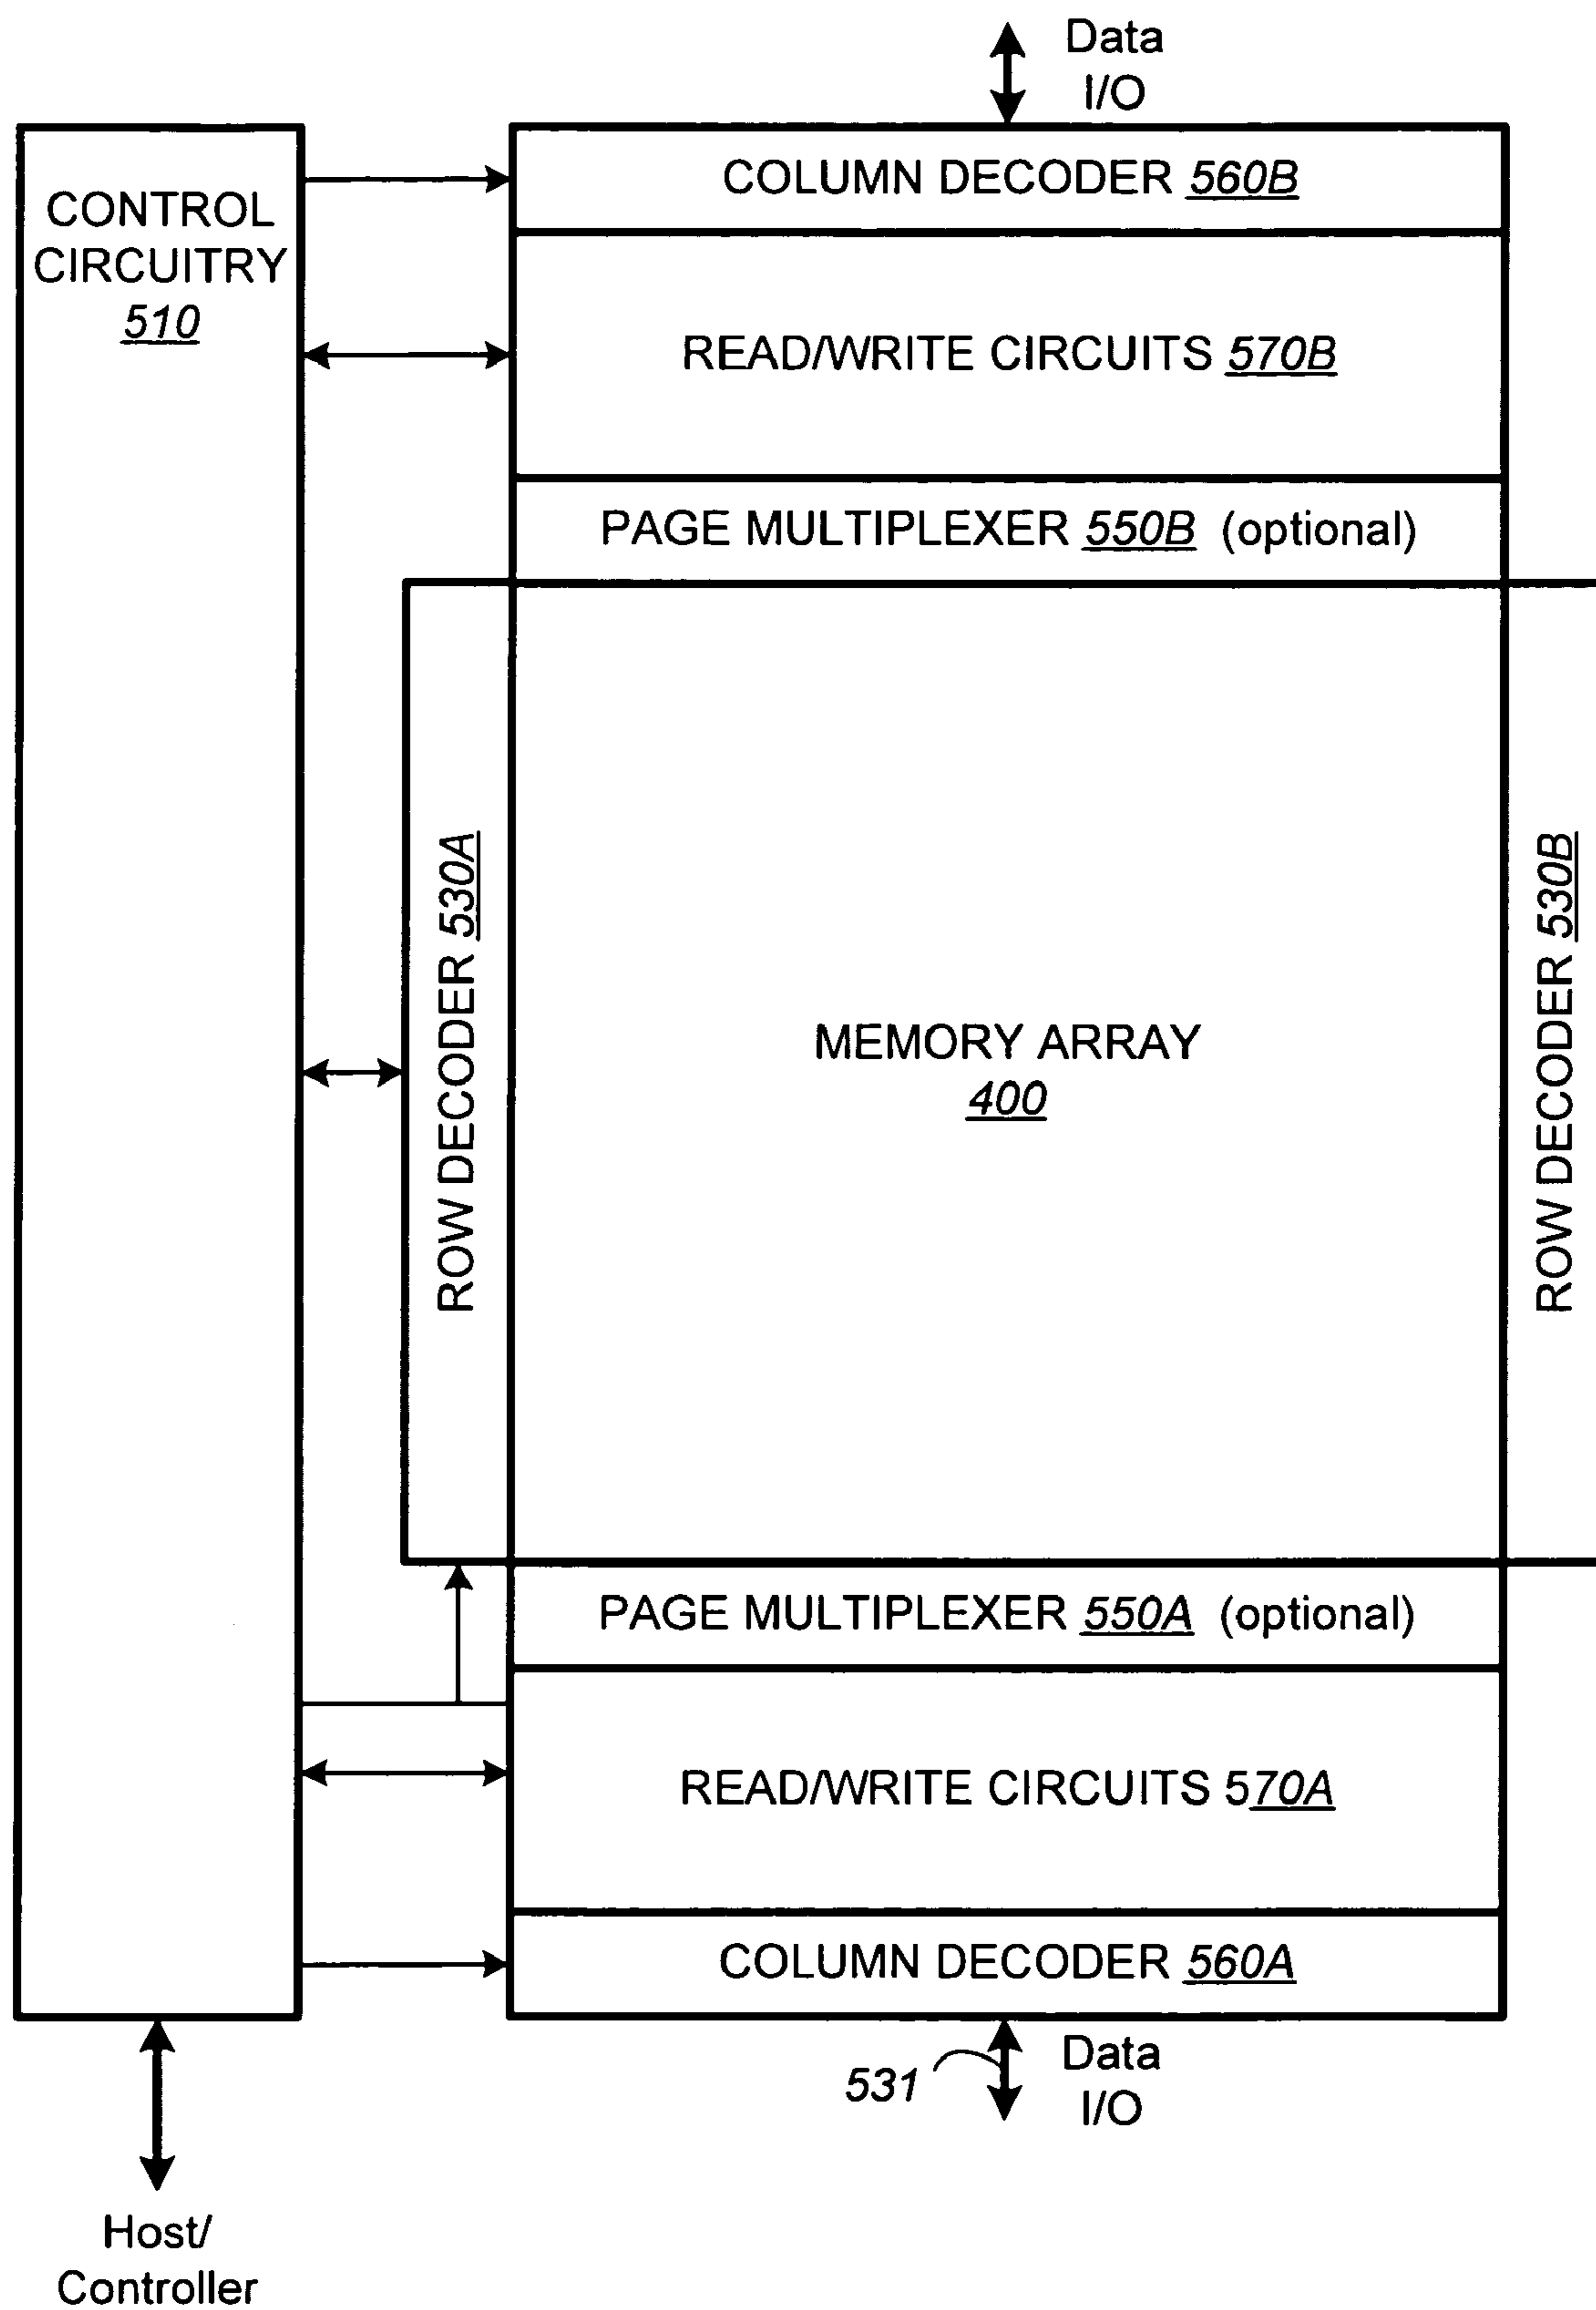 Data
I/O
COLUMN DECODER 560B
CONTROL
CIRCUITRY
510
READ/WRITE CIRCUITS 570B
PAGE MULTIPLEXER 550B (optional)
ROW DECODER 530A
MEMORY ARRAY
400
ROW DECODER 530B
PAGE MULTIPLEXER 550A (optional)
READ/WRITE CIRCUITS 570A
COLUMN DECODER 560A
531
Data
I/O
Host/
Controller